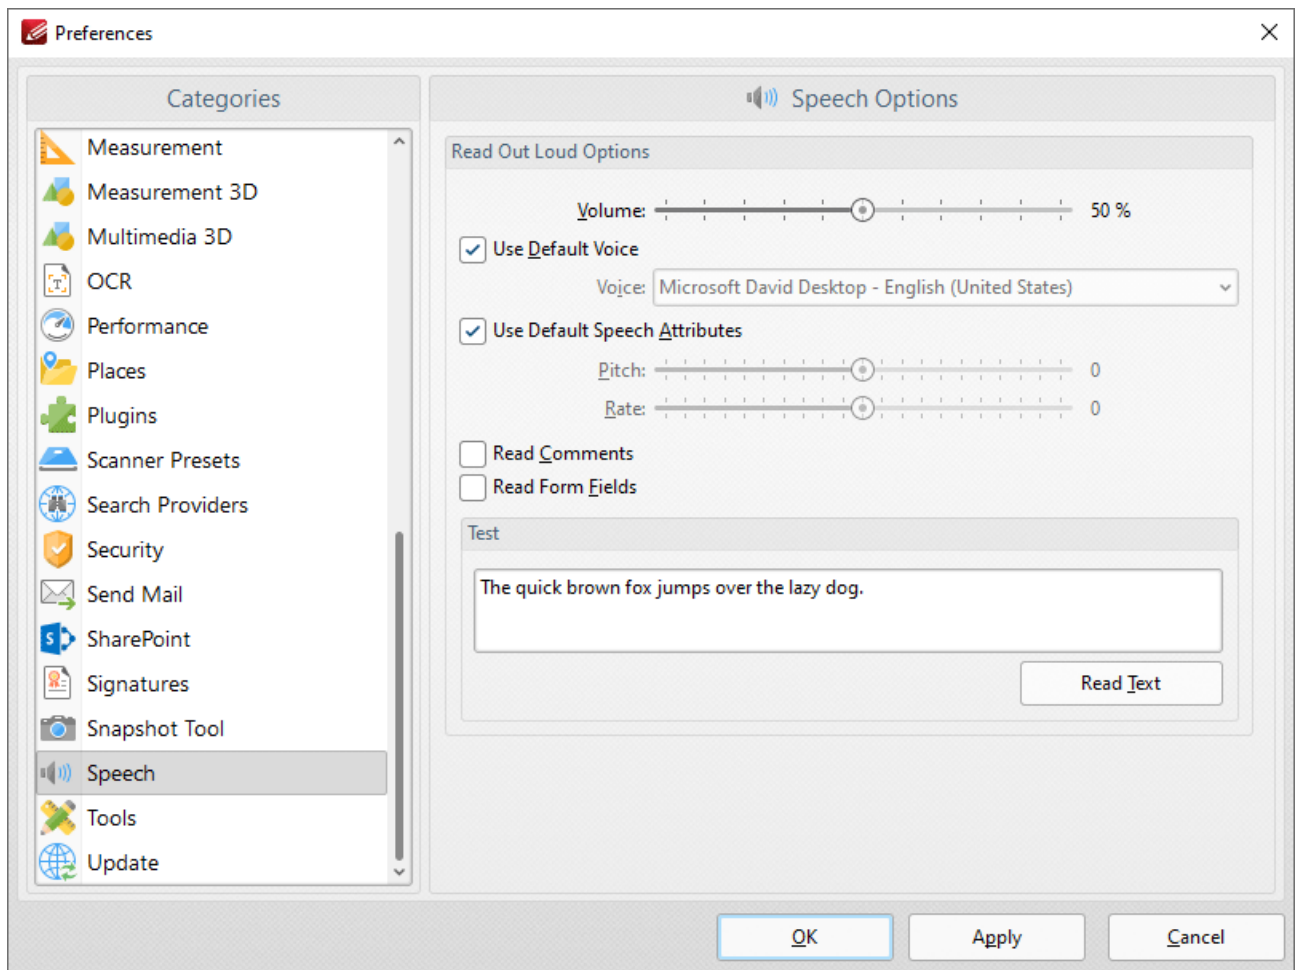 Preferences
Categories
Measurement
Measurement 3D
Multimedia 3D
OCR
Performance
Places
Plugins
Scanner Presets
Search Providers
Security
Send Mail
SharePoint
Signatures
Snapshot Tool
Speech
Tools
Update
Speech Options
Read Out Loud Options
Volume: 50 %
Use Default Voice
Voice: Microsoft David Desktop - English (United States)
Use Default Speech Attributes
Pitch: 0
Rate: 0
Read Comments
Read Form Fields
Test
The quick brown fox jumps over the lazy dog.
Read Text
OK Apply Cancel